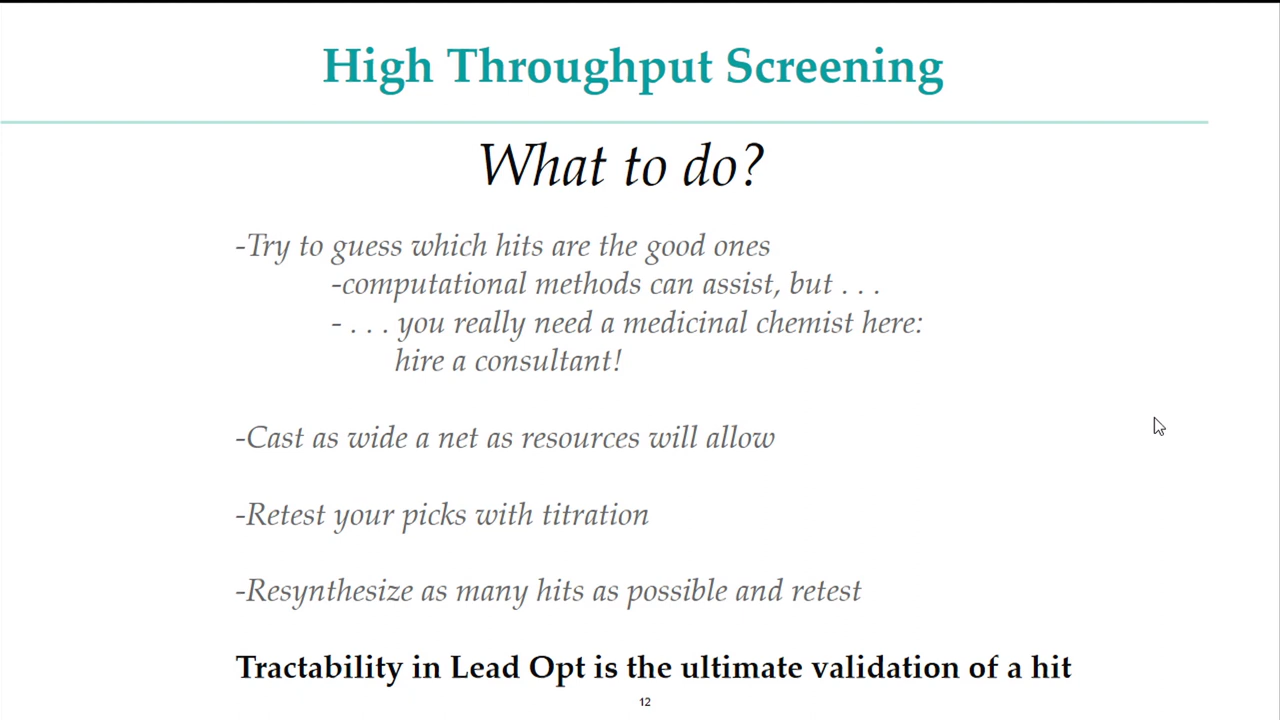 High Throughput Screening
What to do?
-Try to guess which hits are the good ones
-computational methods can assist, but . . .
- . . . you really need a medicinal chemist here:
hire a consultant!
-Cast as wide a net as resources will allow
-Retest your picks with titration
-Resynthesize as many hits as possible and retest
Tractability in Lead Opt is the ultimate validation of a hit
12